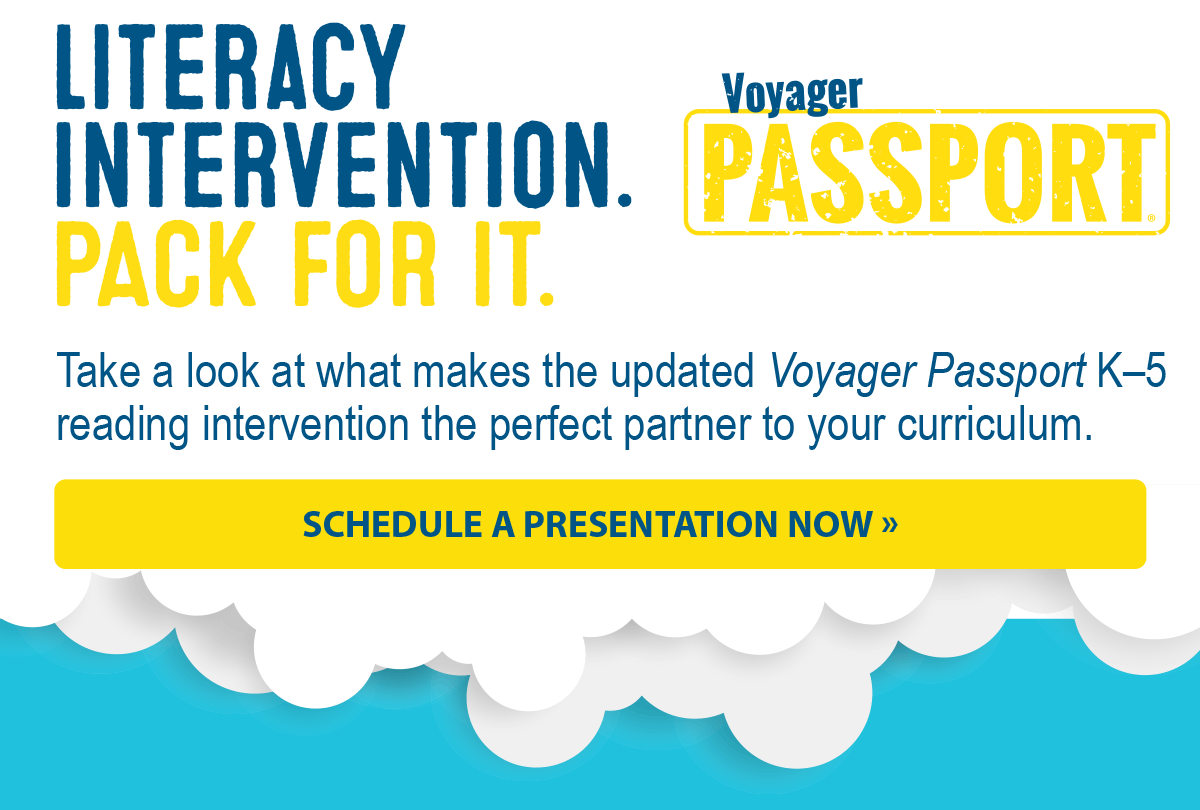 LITERACY
INTERVENTION.
PACK FOR IT.
Voyager
PASSPORT®
Take a look at what makes the updated Voyager Passport K–5
reading intervention the perfect partner to your curriculum.
SCHEDULE A PRESENTATION NOW »